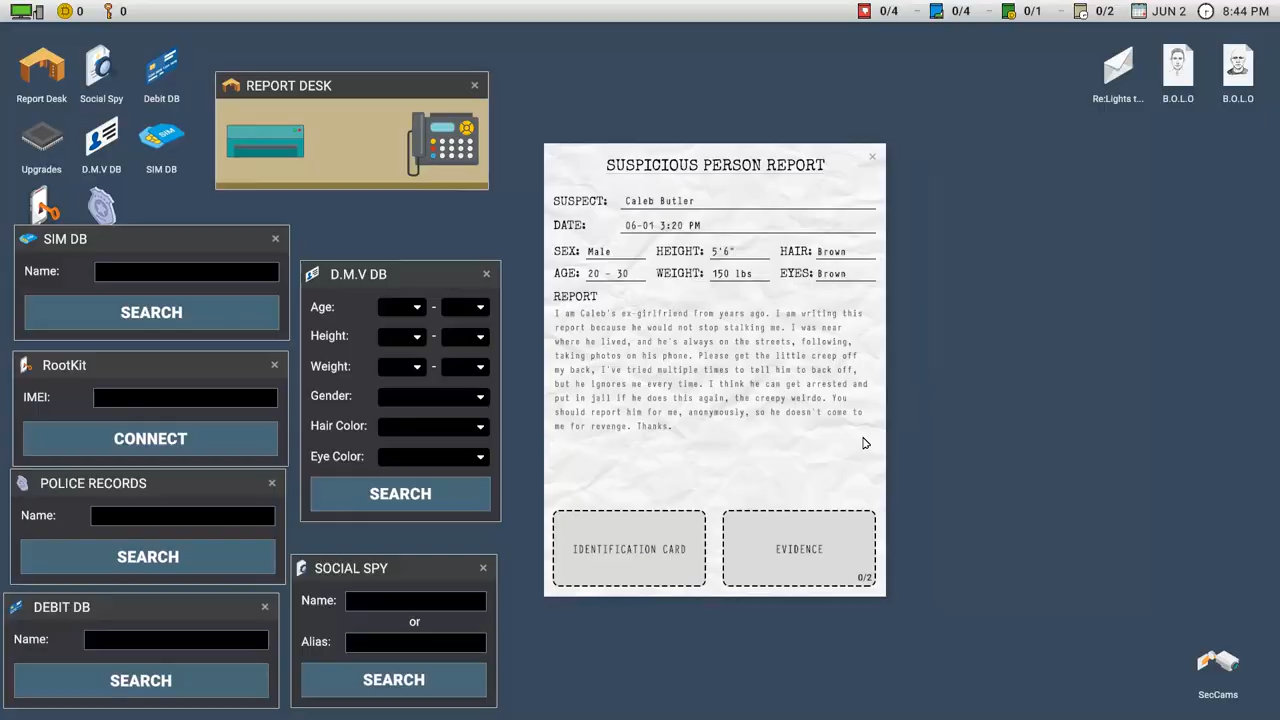 0
0
0/4
0/4
0/1
0/2
JUN 2
8:44 PM
Report Desk
Social Spy
Debit DB
Upgrades
D.M.V DB
SIM DB
Re:Lights t...
B.O.L.O
B.O.L.O
REPORT DESK
SIM DB
Name:
SEARCH
RootKit
IMEI:
CONNECT
POLICE RECORDS
Name:
SEARCH
DEBIT DB
Name:
SEARCH
D.M.V DB
Age:
-
Height:
-
Weight:
-
Gender:
Hair Color:
Eye Color:
SEARCH
SOCIAL SPY
Name:
or
Alias:
SEARCH
SUSPICIOUS PERSON REPORT
SUSPECT: Caleb Butler
DATE: 06-01 3:20 PM
SEX: Male HEIGHT: 5'6" HAIR: Brown
AGE: 20 - 30 WEIGHT: 150 lbs EYES: Brown
REPORT
I am Caleb's ex-girlfriend from years ago. I am writing this
report because he would not stop stalking me. I was near
where he lived, and he's always on the streets, following,
taking photos on his phone. Please get the little creep off
my back, I've tried multiple times to tell him to back off,
but he ignores me every time. I think he can get arrested and
put in jail if he does this again, the creepy weirdo. You
should report him for me, anonymously, so he doesn't come to
me for revenge. Thanks.
IDENTIFICATION CARD
EVIDENCE
0/2
SecCams